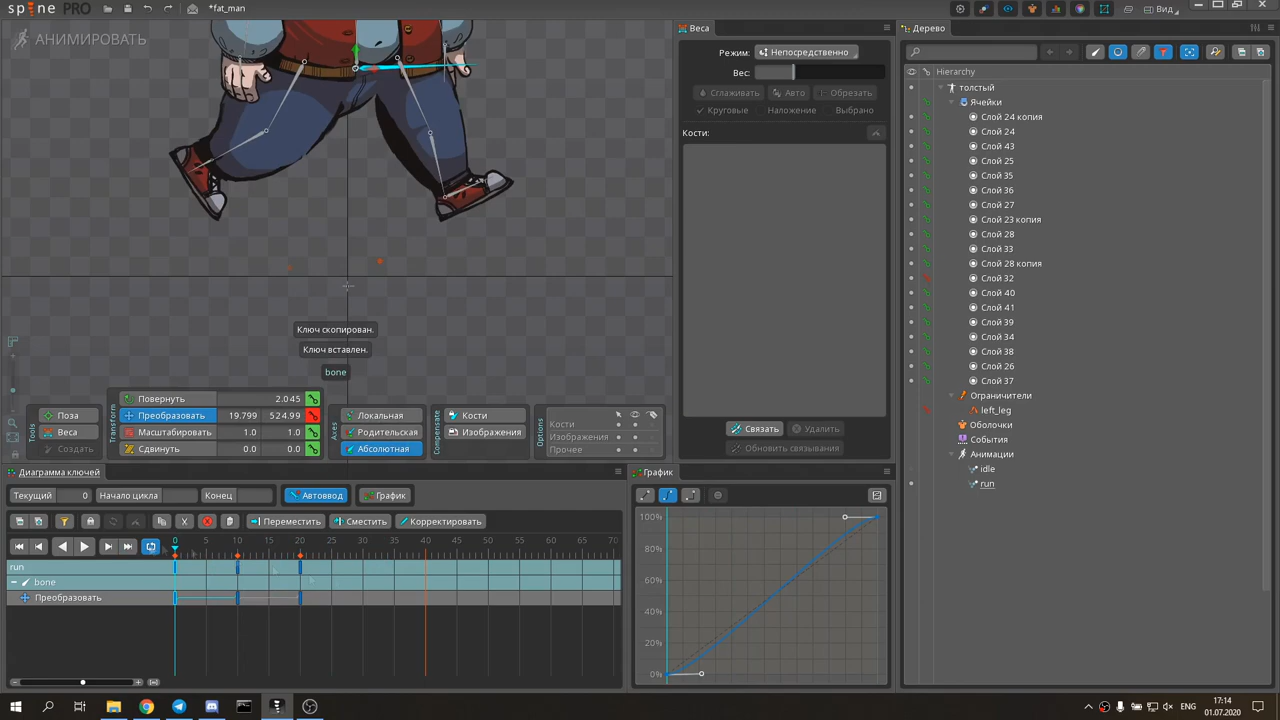 spine PRO
*fat_man
Вид
АНИМИРОВАТЬ
Веса
Дерево
Режим:
Непосредственно
Вес:
Hierarchy
Сглаживать
Авто
Обрезать
толстый
Круговые
Наложение
Выбрано
Ячейки
Кости:
Слой 24 копия
Слой 24
Слой 43
Слой 25
Слой 35
Слой 36
Слой 27
Слой 23 копия
Слой 28
Слой 33
Слой 28 копия
Слой 32
Слой 40
Слой 41
Слой 39
Слой 34
Слой 38
Слой 26
Слой 37
Ограничители
left_leg
Оболочки
События
Анимации
idle
run
Ключ скопирован.
Ключ вставлен.
bone
Tools
Поза
Веса
Создать
Transform
Повернуть
2.045
Преобразовать
19.799
524.99
Масштабировать
1.0
1.0
Сдвинуть
0.0
0.0
Axes
Локальная
Родительская
Абсолютная
Compensate
Кости
Изображения
Options
Кости
Изображения
Прочее
Связать
Удалить
Обновить связывания
Диаграмма ключей
График
Текущий
0
Начало цикла
Конец
Автоввод
График
Переместить
Сместить
Корректировать
0 5 10 15 20 25 30 35 40 45 50 55 60 65 70
run
bone
Преобразовать
100%
80%
60%
40%
20%
0%
ENG
17:14
01.07.2020